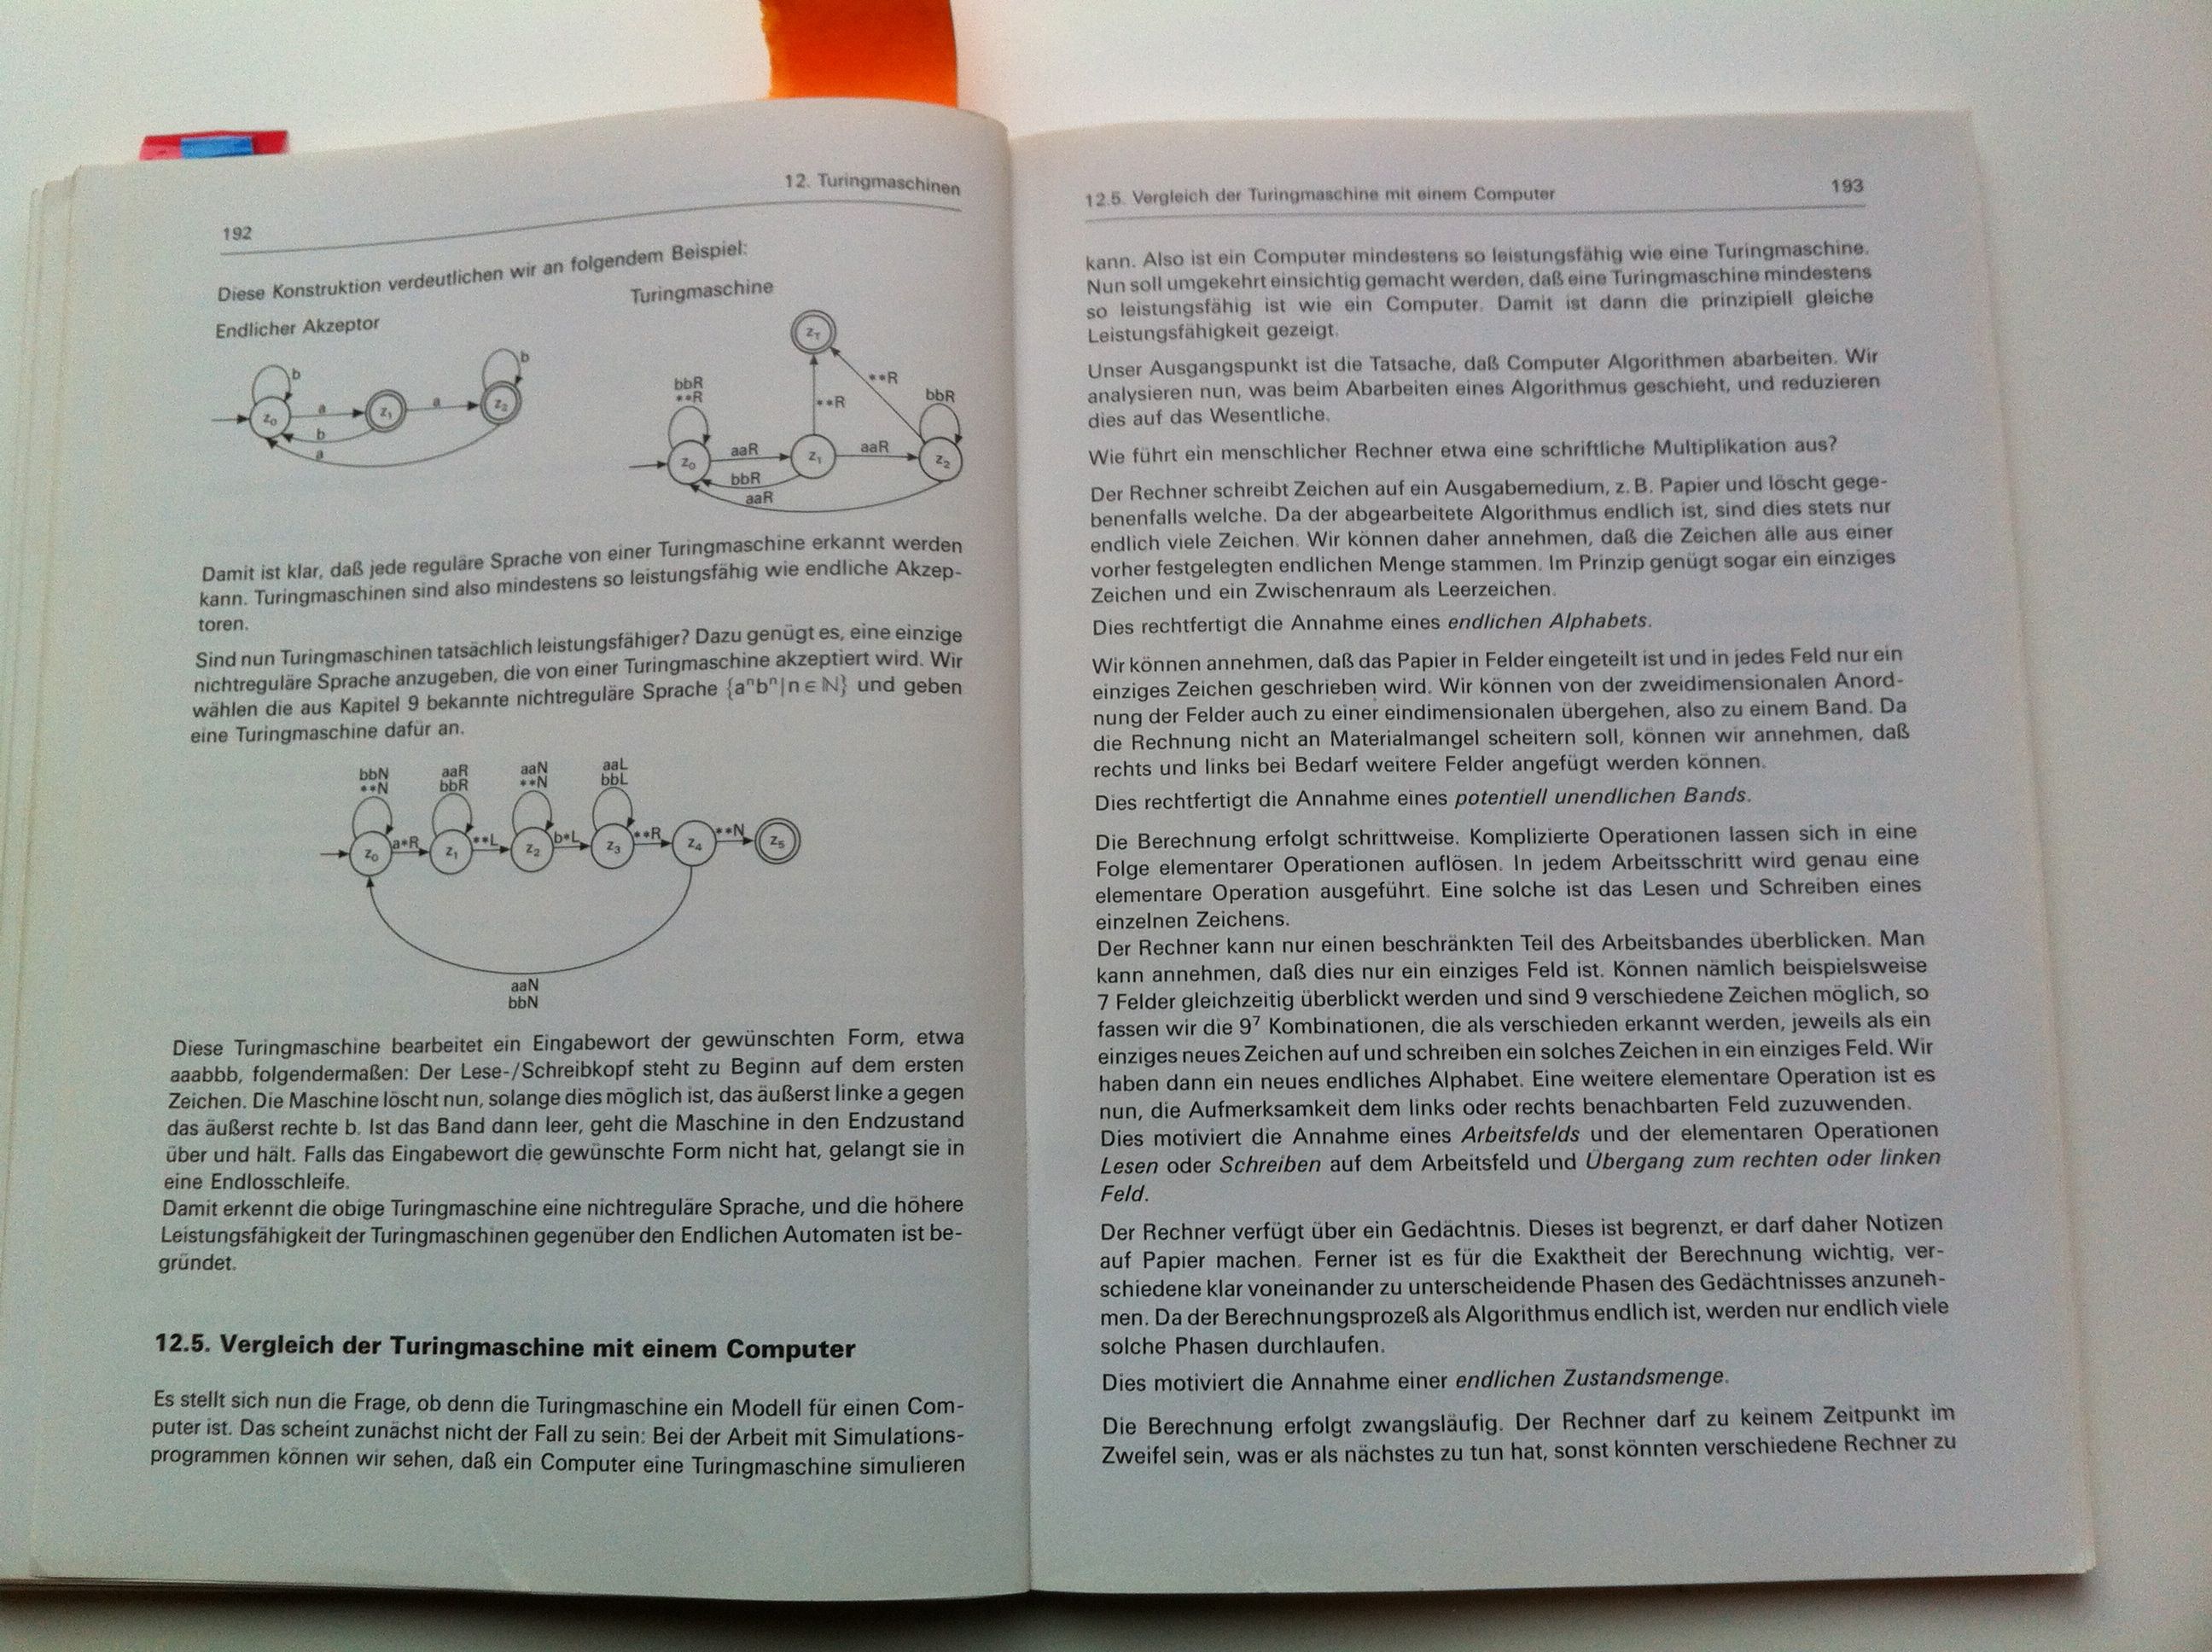 192
12. Turingmaschinen
Diese Konstruktion verdeutlichen wir an folgendem Beispiel:
Endlicher Akzeptor
Turingmaschine
b
b
z₀
a
z₁
a
z₂
b
a
z_T
bbR
**R
**R
**R
bbR
z₀
aaR
z₁
aaR
z₂
bbR
aaR
Damit ist klar, daß jede reguläre Sprache von einer Turingmaschine erkannt werden
kann. Turingmaschinen sind also mindestens so leistungsfähig wie endliche Akzep-
toren.
Sind nun Turingmaschinen tatsächlich leistungsfähiger? Dazu genügt es, eine einzige
nichtreguläre Sprache anzugeben, die von einer Turingmaschine akzeptiert wird. Wir
wählen die aus Kapitel 9 bekannte nichtreguläre Sprache {aⁿbⁿ|n∈ℕ} und geben
eine Turingmaschine dafür an.
bbN aaR aaN aaL
**N bbR **N bbL
z₀ a*R z₁ **L z₂ b*L z₃ **R z₄ **N z₅
aaN
bbN
Diese Turingmaschine bearbeitet ein Eingabewort der gewünschten Form, etwa
aaabbb, folgendermaßen: Der Lese-/Schreibkopf steht zu Beginn auf dem ersten
Zeichen. Die Maschine löscht nun, solange dies möglich ist, das äußerst linke a gegen
das äußerst rechte b. Ist das Band dann leer, geht die Maschine in den Endzustand
über und hält. Falls das Eingabewort die gewünschte Form nicht hat, gelangt sie in
eine Endlosschleife.
Damit erkennt die obige Turingmaschine eine nichtreguläre Sprache, und die höhere
Leistungsfähigkeit der Turingmaschinen gegenüber den Endlichen Automaten ist be-
gründet.
12.5. Vergleich der Turingmaschine mit einem Computer
Es stellt sich nun die Frage, ob denn die Turingmaschine ein Modell für einen Com-
puter ist. Das scheint zunächst nicht der Fall zu sein: Bei der Arbeit mit Simulations-
programmen können wir sehen, daß ein Computer eine Turingmaschine simulieren
12.5. Vergleich der Turingmaschine mit einem Computer
193
kann. Also ist ein Computer mindestens so leistungsfähig wie eine Turingmaschine.
Nun soll umgekehrt einsichtig gemacht werden, daß eine Turingmaschine mindestens
so leistungsfähig ist wie ein Computer. Damit ist dann die prinzipiell gleiche
Leistungsfähigkeit gezeigt.
Unser Ausgangspunkt ist die Tatsache, daß Computer Algorithmen abarbeiten. Wir
analysieren nun, was beim Abarbeiten eines Algorithmus geschieht, und reduzieren
dies auf das Wesentliche.
Wie führt ein menschlicher Rechner etwa eine schriftliche Multiplikation aus?
Der Rechner schreibt Zeichen auf ein Ausgabemedium, z. B. Papier und löscht gege-
benenfalls welche. Da der abgearbeitete Algorithmus endlich ist, sind dies stets nur
endlich viele Zeichen. Wir können daher annehmen, daß die Zeichen alle aus einer
vorher festgelegten endlichen Menge stammen. Im Prinzip genügt sogar ein einziges
Zeichen und ein Zwischenraum als Leerzeichen.
Dies rechtfertigt die Annahme eines endlichen Alphabets.
Wir können annehmen, daß das Papier in Felder eingeteilt ist und in jedes Feld nur ein
einziges Zeichen geschrieben wird. Wir können von der zweidimensionalen Anord-
nung der Felder auch zu einer eindimensionalen übergehen, also zu einem Band. Da
die Rechnung nicht an Materialmangel scheitern soll, können wir annehmen, daß
rechts und links bei Bedarf weitere Felder angefügt werden können.
Dies rechtfertigt die Annahme eines potentiell unendlichen Bands.
Die Berechnung erfolgt schrittweise. Komplizierte Operationen lassen sich in eine
Folge elementarer Operationen auflösen. In jedem Arbeitsschritt wird genau eine
elementare Operation ausgeführt. Eine solche ist das Lesen und Schreiben eines
einzelnen Zeichens.
Der Rechner kann nur einen beschränkten Teil des Arbeitsbandes überblicken. Man
kann annehmen, daß dies nur ein einziges Feld ist. Können nämlich beispielsweise
7 Felder gleichzeitig überblickt werden und sind 9 verschiedene Zeichen möglich, so
fassen wir die 9⁷ Kombinationen, die als verschieden erkannt werden, jeweils als ein
einziges neues Zeichen auf und schreiben ein solches Zeichen in ein einziges Feld. Wir
haben dann ein neues endliches Alphabet. Eine weitere elementare Operation ist es
nun, die Aufmerksamkeit dem links oder rechts benachbarten Feld zuzuwenden.
Dies motiviert die Annahme eines Arbeitsfelds und der elementaren Operationen
Lesen oder Schreiben auf dem Arbeitsfeld und Übergang zum rechten oder linken
Feld.
Der Rechner verfügt über ein Gedächtnis. Dieses ist begrenzt, er darf daher Notizen
auf Papier machen. Ferner ist es für die Exaktheit der Berechnung wichtig, ver-
schiedene klar voneinander zu unterscheidende Phasen des Gedächtnisses anzuneh-
men. Da der Berechnungsprozeß als Algorithmus endlich ist, werden nur endlich viele
solche Phasen durchlaufen.
Dies motiviert die Annahme einer endlichen Zustandsmenge.
Die Berechnung erfolgt zwangsläufig. Der Rechner darf zu keinem Zeitpunkt im
Zweifel sein, was er als nächstes zu tun hat, sonst könnten verschiedene Rechner zu